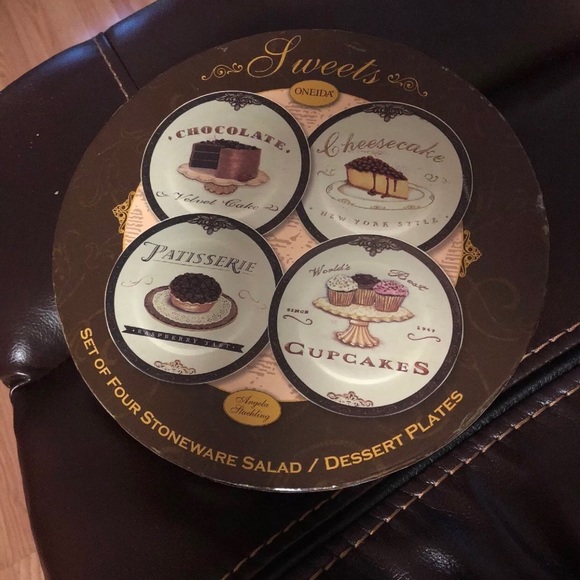 Sweets
ONEIDA®
CHOCOLATE
Velvet Cake
Cheesecake
NEW YORK STYLE
PATISSERIE
RASPBERRY TART
World's Best
SINCE
CUPCAKES
Angela Staehling
SET OF FOUR STONEWARE SALAD / DESSERT PLATES